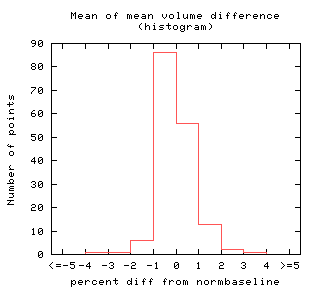 Mean of mean volume difference
(histogram)
90
80
70
60
50
40
30
20
10
0
Number of points
<=-5 -4 -3 -2 -1 0 1 2 3 4 >=5
percent diff from normbaseline